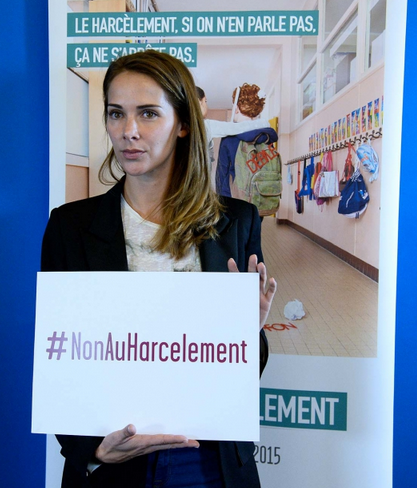 LE HARCÈLEMENT, SI ON N'EN PARLE PAS,
ÇA NE S'ARRÊTE PAS.
#NonAuHarcelement
LEMENT
2015